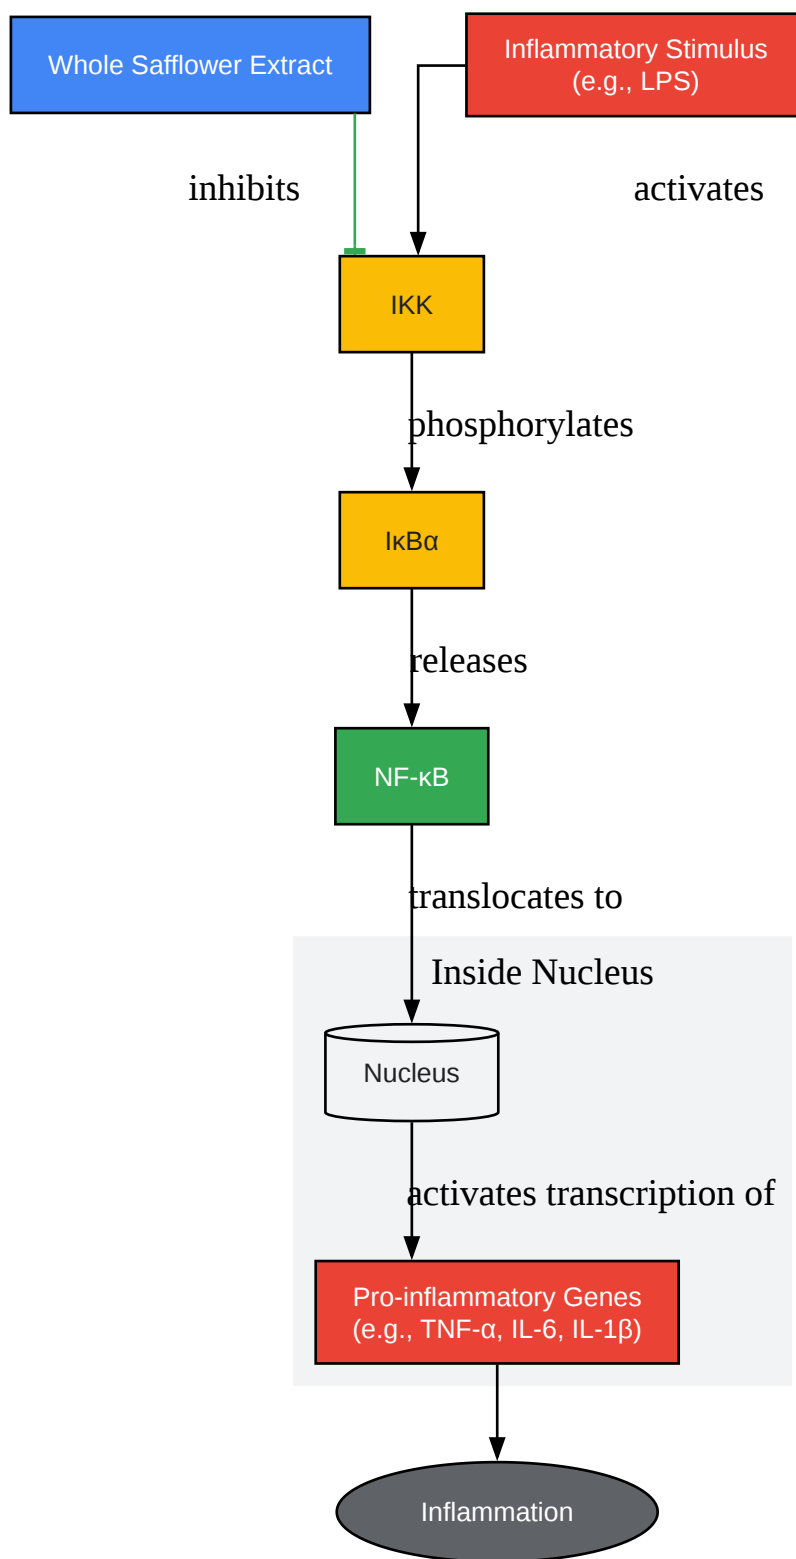 Whole Safflower Extract
Inflammatory Stimulus
(e.g., LPS)
inhibits
activates
IKK
phosphorylates
IκBα
releases
NF-κB
translocates to
Inside Nucleus
Nucleus
activates transcription of
Pro-inflammatory Genes
(e.g., TNF-α, IL-6, IL-1β)
Inflammation